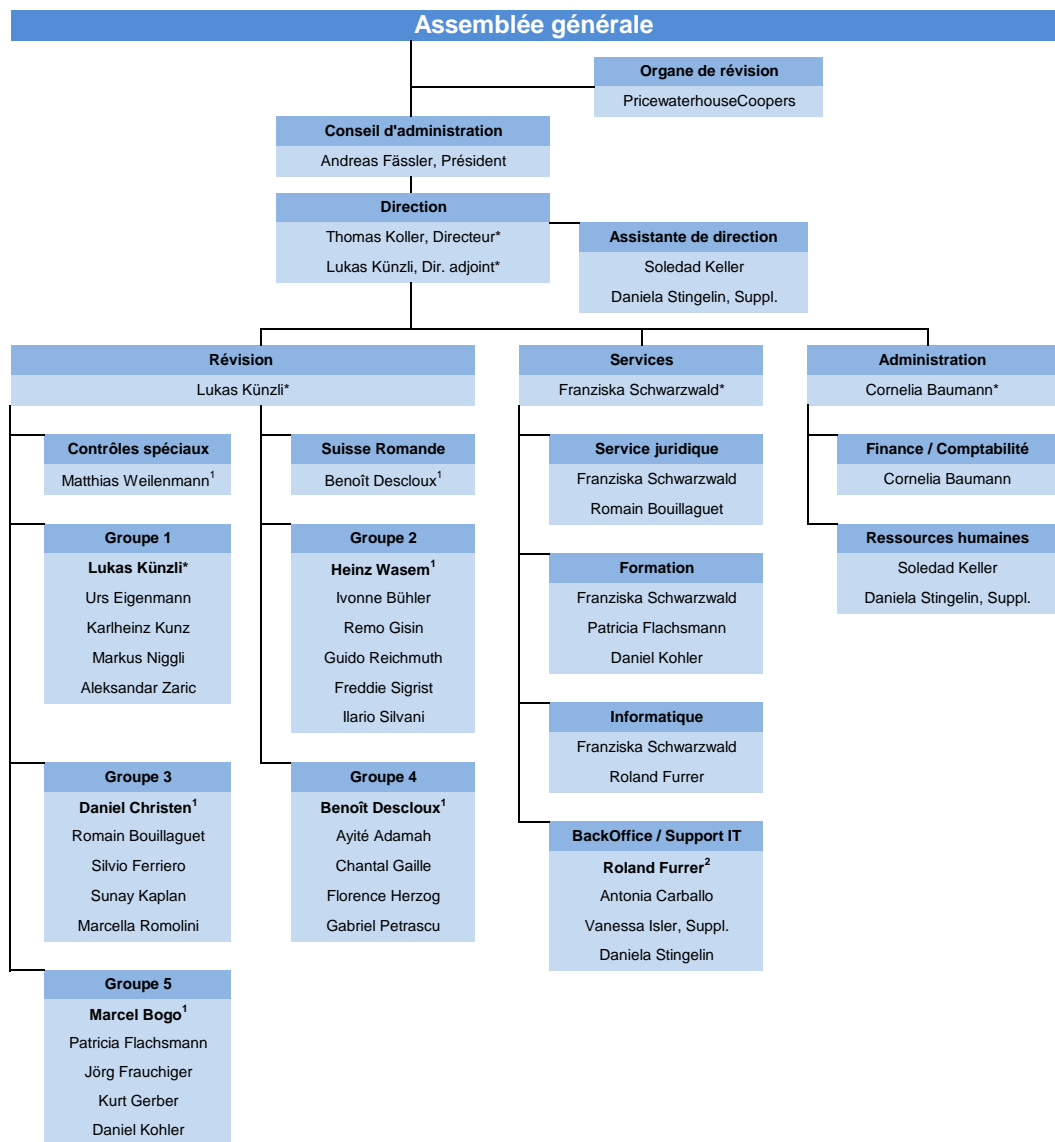 Assemblée générale
Organe de révision
PricewaterhouseCoopers
Conseil d'administration
Andreas Fässler, Président
Direction
Thomas Koller, Directeur*
Lukas Künzli, Dir. adjoint*
Assistante de direction
Soledad Keller
Daniela Stingelin, Suppl.
Révision
Lukas Künzli*
Contrôles spéciaux
Matthias Weilenmann¹
Groupe 1
Lukas Künzli*
Urs Eigenmann
Karlheinz Kunz
Markus Niggli
Aleksandar Zaric
Groupe 3
Daniel Christen¹
Romain Bouillaguet
Silvio Ferriero
Sunay Kaplan
Marcella Romolini
Groupe 5
Marcel Bogo¹
Patricia Flachsmann
Jörg Frauchiger
Kurt Gerber
Daniel Kohler
Suisse Romande
Benoît Descloux¹
Groupe 2
Heinz Wasem¹
Ivonne Bühler
Remo Gisin
Guido Reichmuth
Freddie Sigrist
Ilario Silvani
Groupe 4
Benoît Descloux¹
Ayité Adamah
Chantal Gaille
Florence Herzog
Gabriel Petrascu
Services
Franziska Schwarzwald*
Service juridique
Franziska Schwarzwald
Romain Bouillaguet
Formation
Franziska Schwarzwald
Patricia Flachsmann
Daniel Kohler
Informatique
Franziska Schwarzwald
Roland Furrer
BackOffice / Support IT
Roland Furrer²
Antonia Carballo
Vanessa Isler, Suppl.
Daniela Stingelin
Administration
Cornelia Baumann*
Finance / Comptabilité
Cornelia Baumann
Ressources humaines
Soledad Keller
Daniela Stingelin, Suppl.